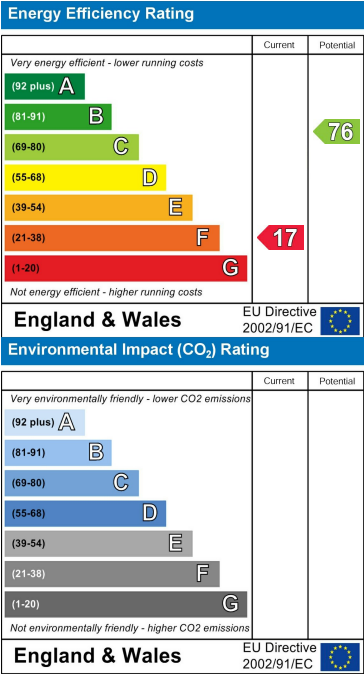 Energy Efficiency Rating
Current Potential
Very energy efficient - lower running costs
(92 plus) A
(81-91) B
(69-80) C
76
(55-68) D
(39-54) E
(21-38) F
17
(1-20) G
Not energy efficient - higher running costs
England & Wales
EU Directive
2002/91/EC
Environmental Impact (CO₂) Rating
Current Potential
Very environmentally friendly - lower CO2 emissions
(92 plus) A
(81-91) B
(69-80) C
(55-68) D
(39-54) E
(21-38) F
(1-20) G
Not environmentally friendly - higher CO2 emissions
England & Wales
EU Directive
2002/91/EC